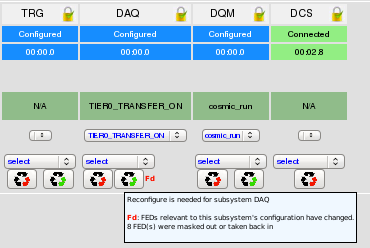 TRG DAQ DQM DCS
Configured Configured Configured Connected
00:00.0 00:00.0 00:00.0 00:02.8
N/A TIER0_TRANSFER_ON cosmic_run N/A
TIER0_TRANSFER_ON cosmic_run
select select select select
Fd
Reconfigure is needed for subsystem DAQ
Fd: FEDs relevant to this subsystem's configuration have changed.
8 FED(s) were masked out or taken back in